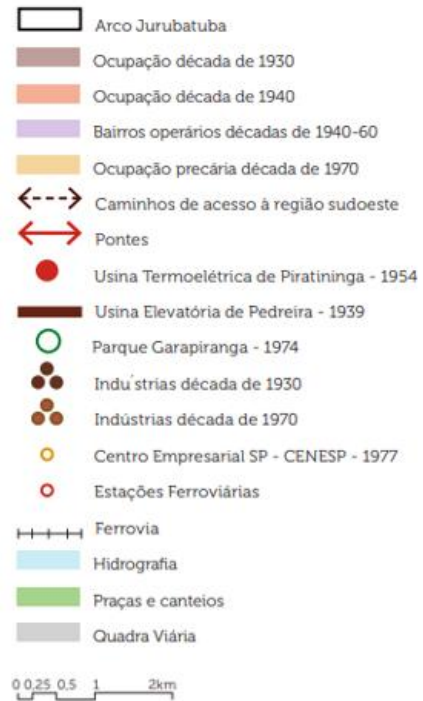 Arco Jurubatuba
Ocupação década de 1930
Ocupação década de 1940
Bairros operários décadas de 1940-60
Ocupação precária década de 1970
Caminhos de acesso à região sudoeste
Pontes
Usina Termoelétrica de Piratininga - 1954
Usina Elevatória de Pedreira - 1939
Parque Garapiranga - 1974
Indu´strias década de 1930
Indústrias década de 1970
Centro Empresarial SP - CENESP - 1977
Estações Ferroviárias
Ferrovia
Hidrografia
Praças e canteios
Quadra Viária
0 0,25 0,5 1 2km